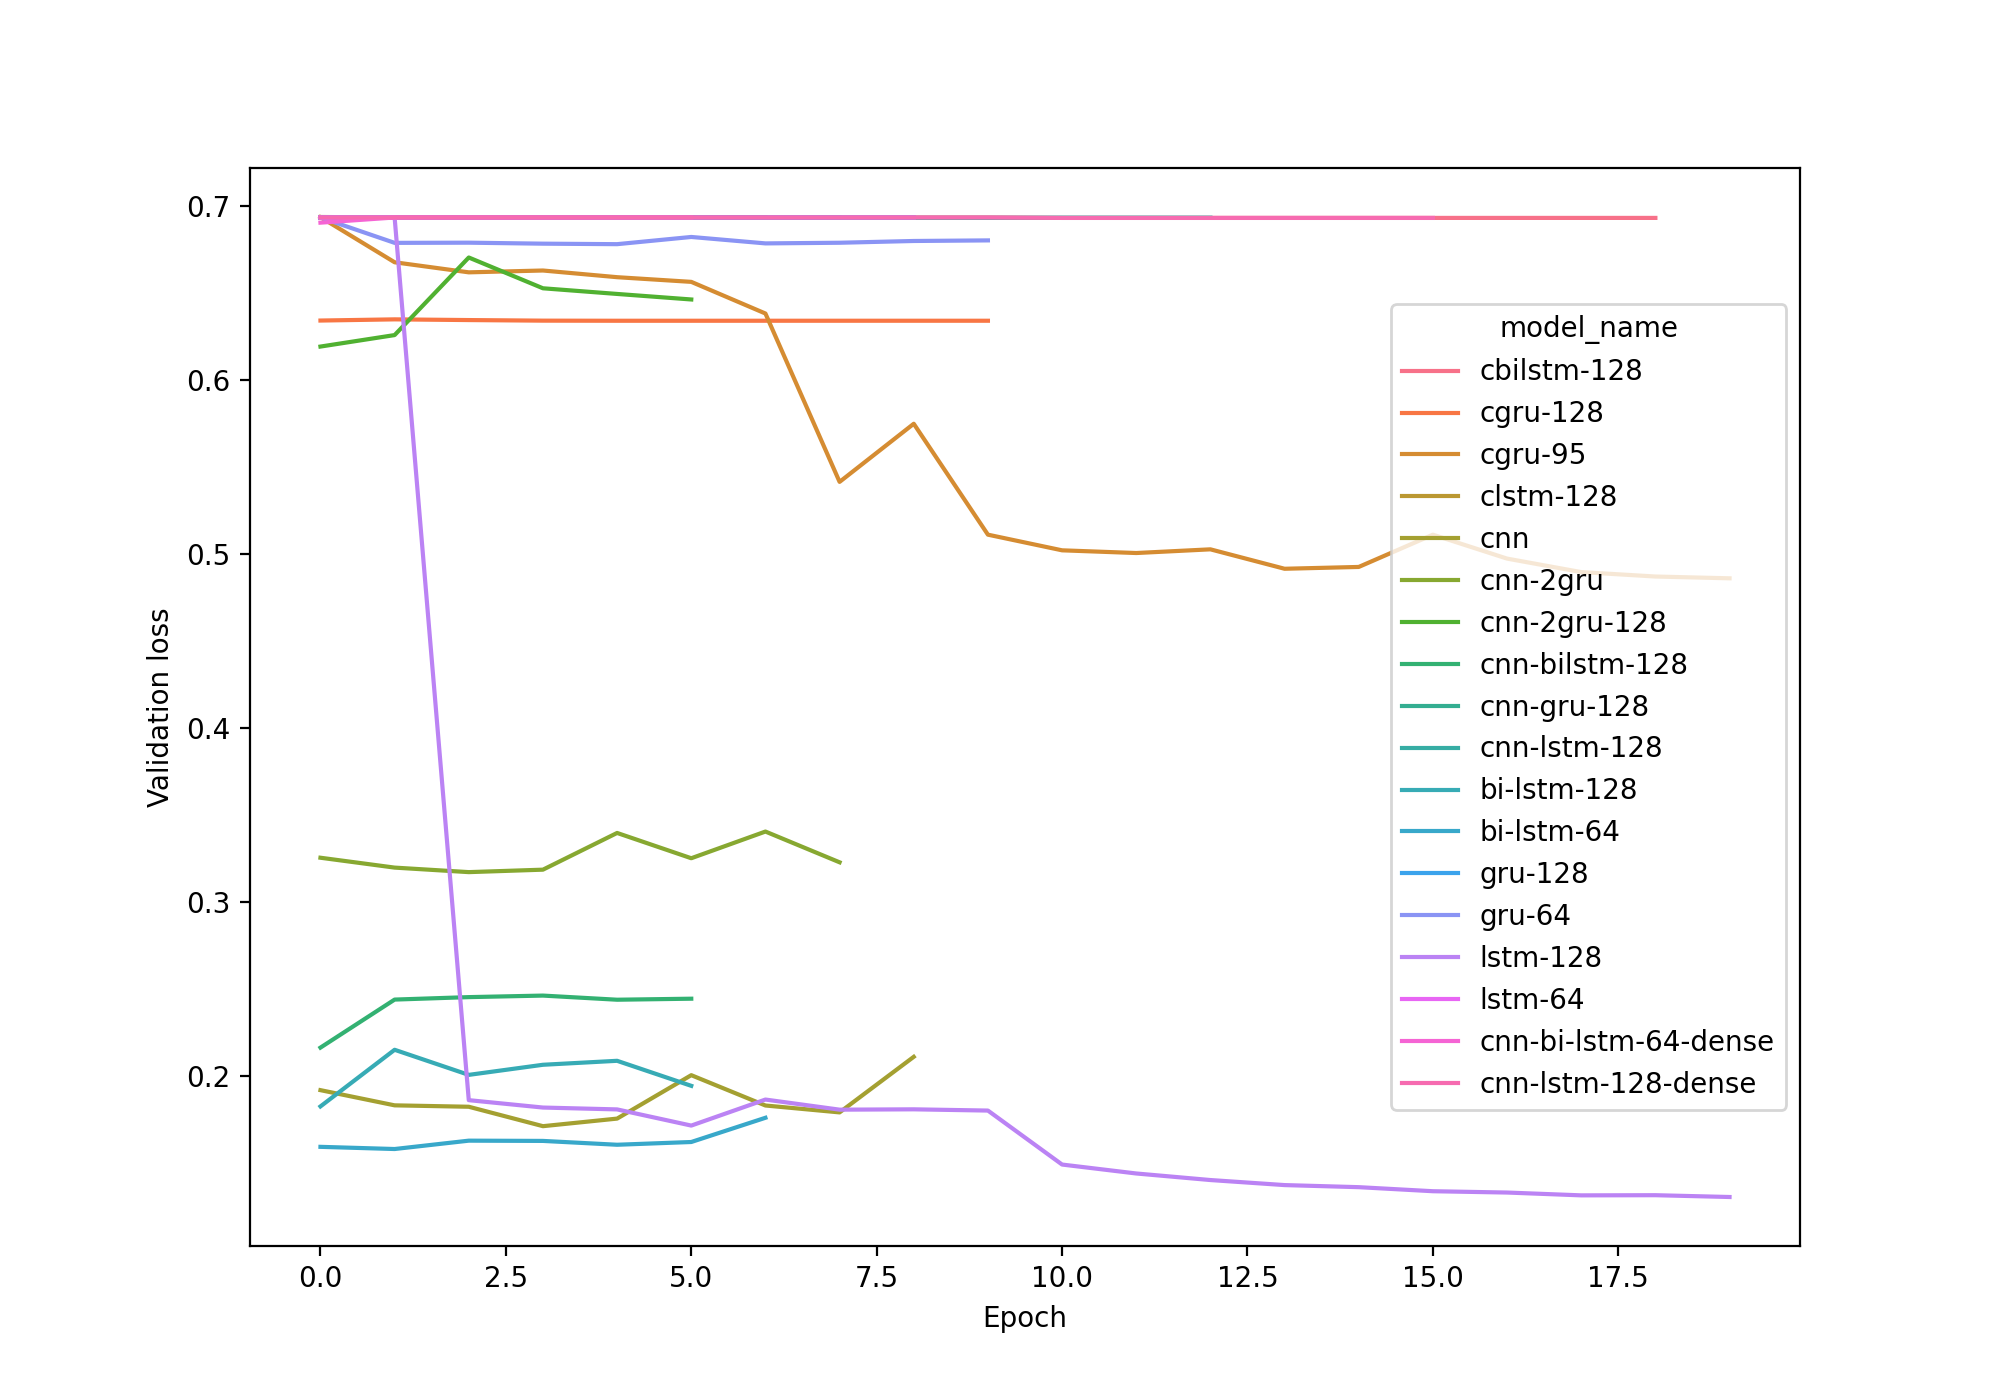 0.7
0.6
0.5
0.4
0.3
0.2
Validation loss
0.0 2.5 5.0 7.5 10.0 12.5 15.0 17.5
Epoch
model_name
cbilstm-128
cgru-128
cgru-95
clstm-128
cnn
cnn-2gru
cnn-2gru-128
cnn-bilstm-128
cnn-gru-128
cnn-lstm-128
bi-lstm-128
bi-lstm-64
gru-128
gru-64
lstm-128
lstm-64
cnn-bi-lstm-64-dense
cnn-lstm-128-dense